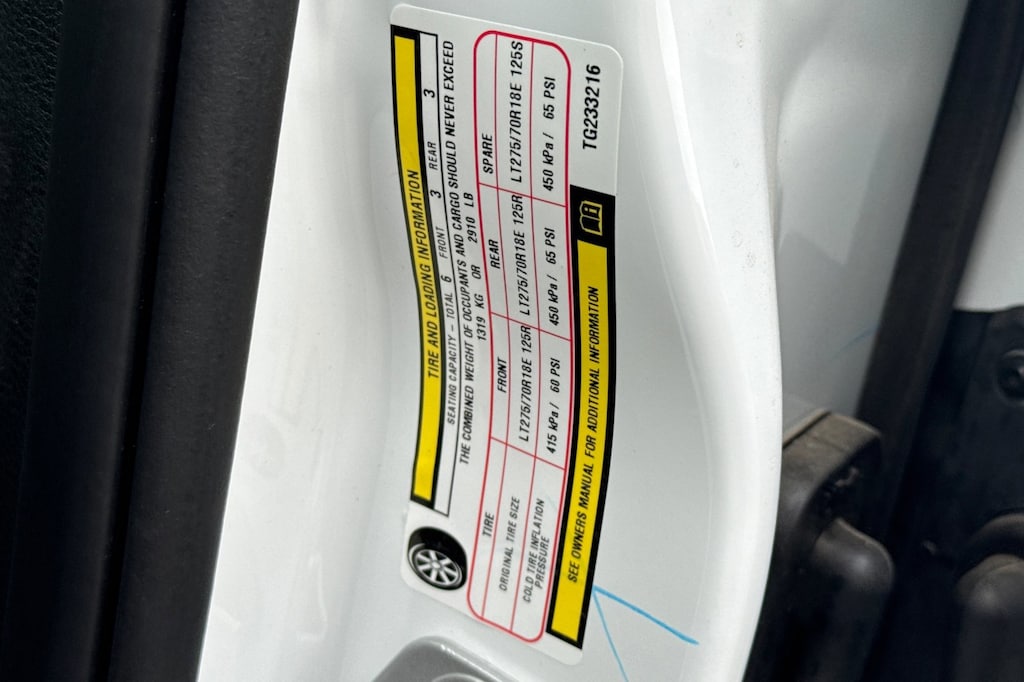 TIRE AND LOADING INFORMATION
SEATING CAPACITY – TOTAL 6 FRONT 3 REAR 3
THE COMBINED WEIGHT OF OCCUPANTS AND CARGO SHOULD NEVER EXCEED
1319 KG OR 2910 LB
TIRE FRONT REAR SPARE
ORIGINAL TIRE SIZE LT275/70R18E 125R LT275/70R18E 125R LT275/70R18E 125S
COLD TIRE INFLATION PRESSURE 415 kPa / 60 PSI 450 kPa / 65 PSI 450 kPa / 65 PSI
SEE OWNERS MANUAL FOR ADDITIONAL INFORMATION
TG233216